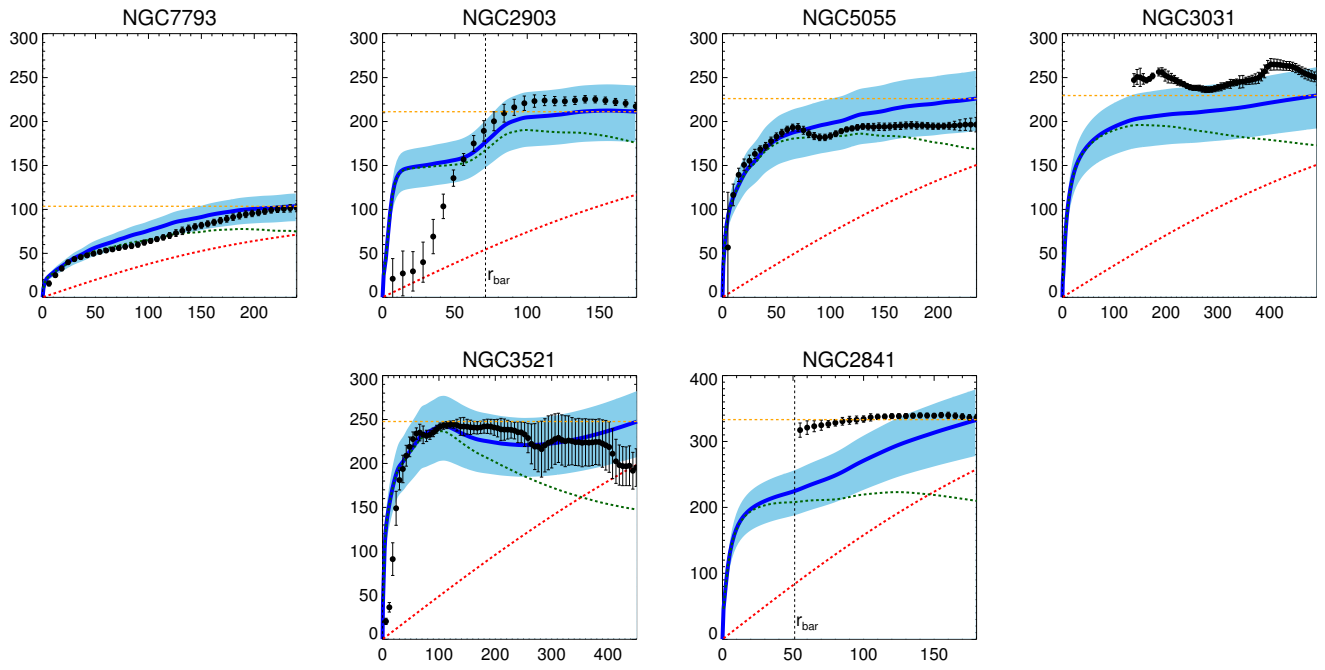 NGC7793 NGC2903 NGC5055 NGC3031
300 300 300 300
250 250 250 250
200 200 200 200
150 150 150 150
100 100 100 100
50 50 50 50
0 0 0 0
r_bar
0 50 100 150 200 0 50 100 150 0 50 100 150 200 0 100 200 300 400
NGC3521 NGC2841
300 400
250
300
200
150 200
100
100
50
0 0
r_bar
0 100 200 300 400 0 50 100 150